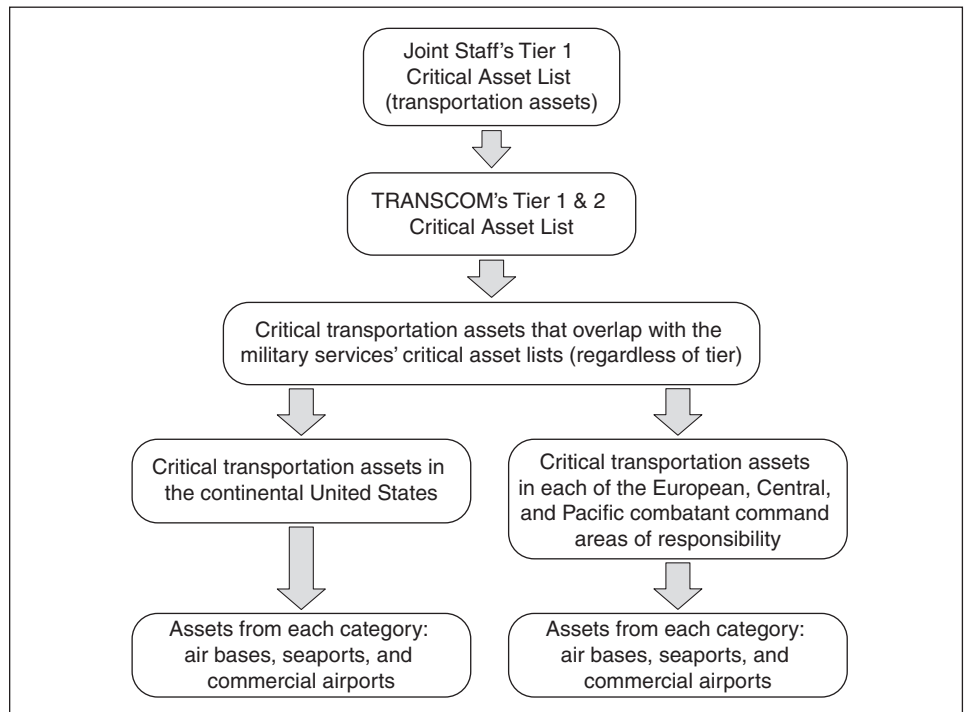 Joint Staff’s Tier 1
Critical Asset List
(transportation assets)
TRANSCOM’s Tier 1 & 2
Critical Asset List
Critical transportation assets that overlap with the
military services’ critical asset lists (regardless of tier)
Critical transportation assets in
the continental United States
Critical transportation assets
in each of the European, Central,
and Pacific combatant command
areas of responsibility
Assets from each category:
air bases, seaports, and
commercial airports
Assets from each category:
air bases, seaports, and
commercial airports